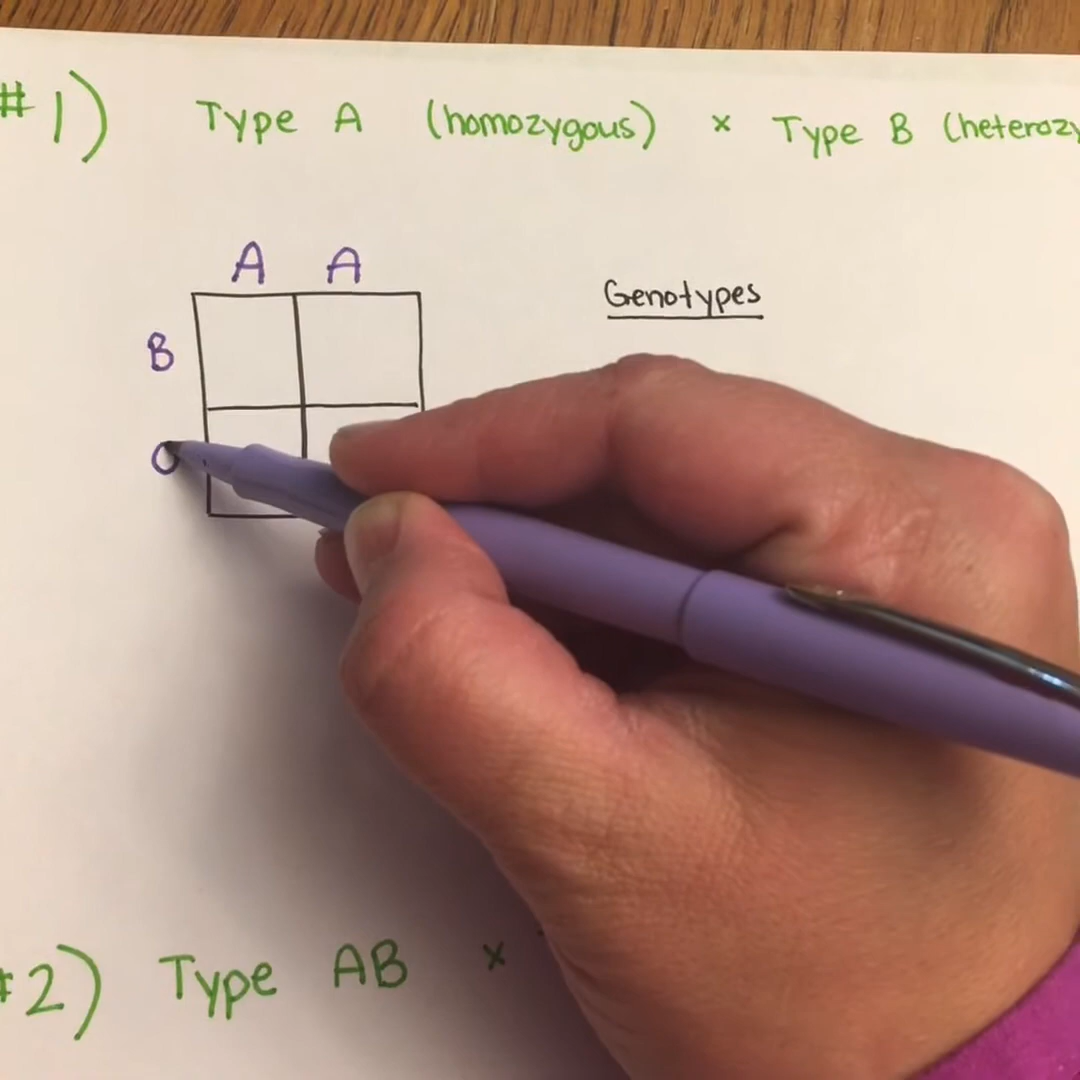 #1) Type A (homozygous) × Type B (heterozy
A A
Genotypes
B
O
#2) Type AB ×